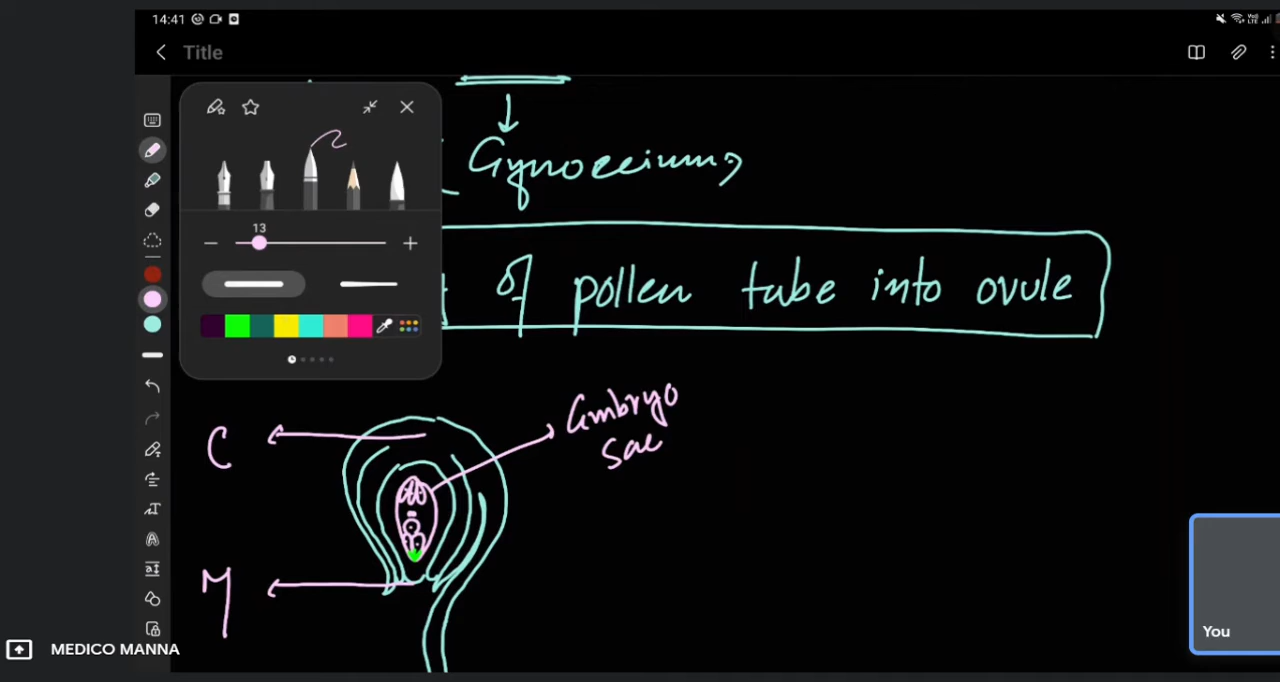 14:41
Title
Gynoecium
13
of pollen tube into ovule
Embryo
sac
C
M
You
MEDICO MANNA